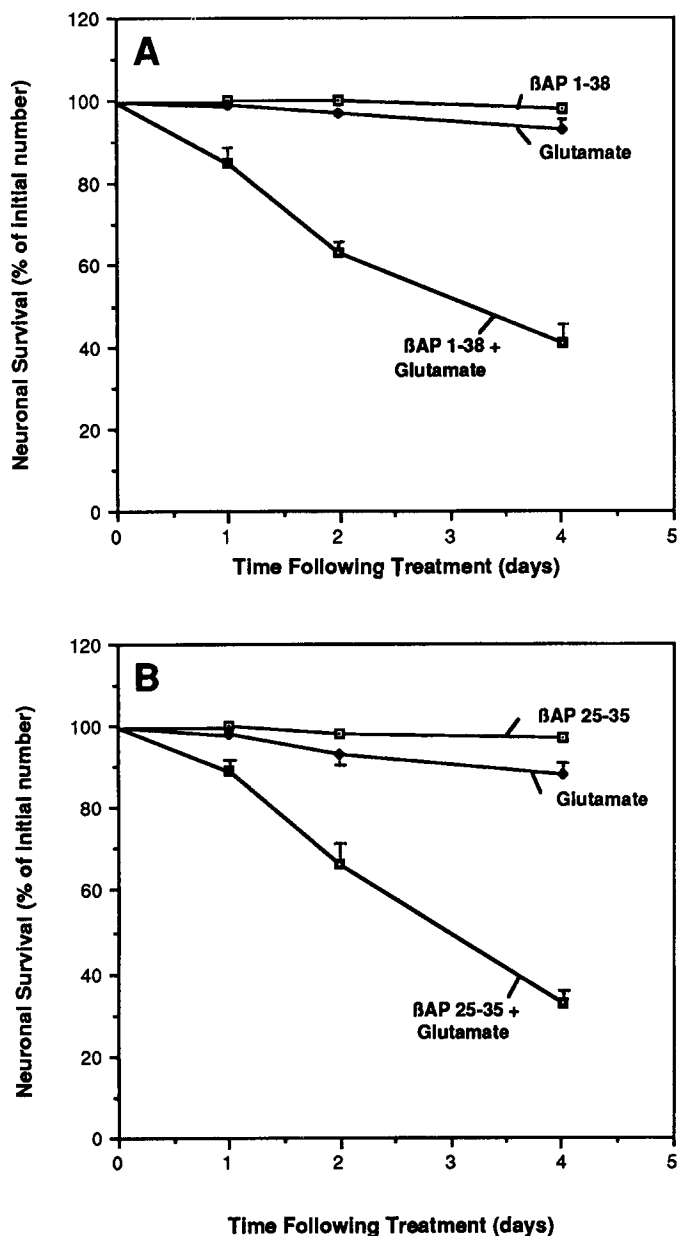 A
120
100
80
60
40
20
0
Neuronal Survival (% of initial number)
ßAP 1-38
Glutamate
ßAP 1-38 +
Glutamate
0 1 2 3 4 5
Time Following Treatment (days)
B
120
100
80
60
40
20
0
Neuronal Survival (% of initial number)
ßAP 25-35
Glutamate
ßAP 25-35 +
Glutamate
0 1 2 3 4 5
Time Following Treatment (days)